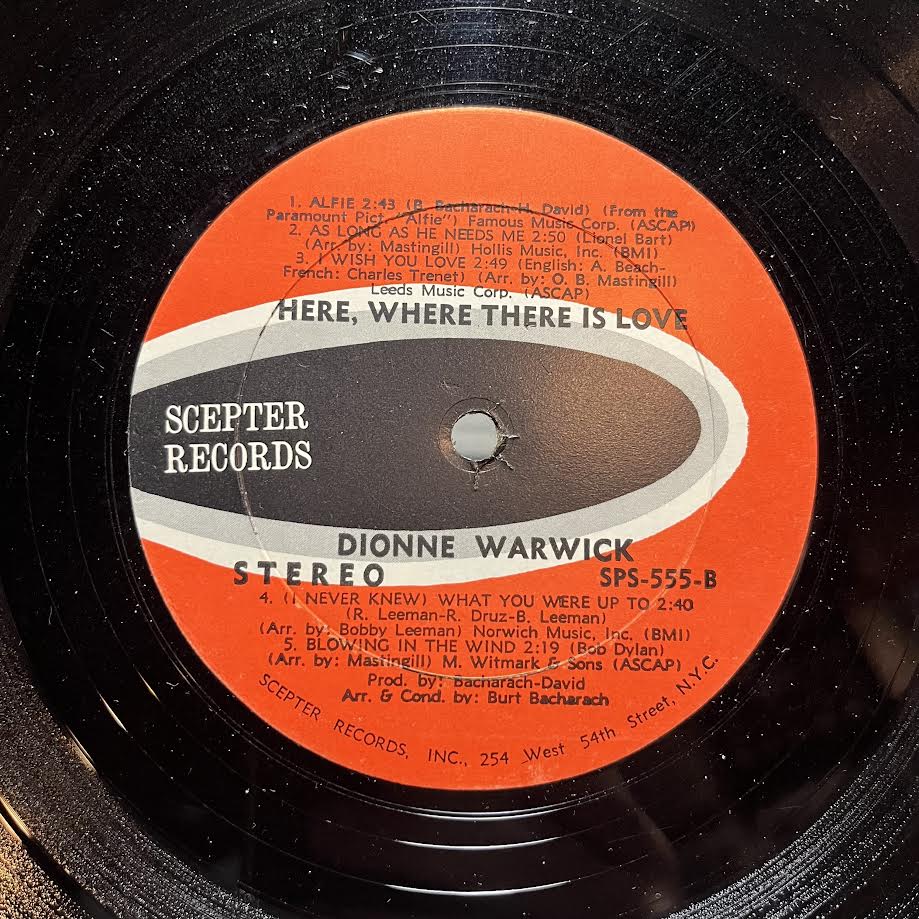 1. ALFIE 2:43 (B. Bacharach-H. David) (From the
Paramount Pict. "Alfie") Famous Music Corp. (ASCAP)
2. AS LONG AS HE NEEDS ME 2:50 (Lionel Bart)
(Arr. by: Mastingill) Hollis Music, Inc. (BMI)
3. I WISH YOU LOVE 2:49 (English: A. Beach-
French: Charles Trenet) (Arr. by: O. B. Mastingill)
Leeds Music Corp. (ASCAP)
HERE, WHERE THERE IS LOVE
SCEPTER
RECORDS
DIONNE WARWICK
STEREO SPS-555-B
4. (I NEVER KNEW) WHAT YOU WERE UP TO 2:40
(R. Leeman-R. Druz-B. Leeman)
(Arr. by: Bobby Leeman) Norwich Music, Inc. (BMI)
5. BLOWING IN THE WIND 2:19 (Bob Dylan)
(Arr. by: Mastingill) M. Witmark & Sons (ASCAP)
Prod. by: Bacharach-David
Arr. & Cond. by: Burt Bacharach
SCEPTER RECORDS, INC., 254 West 54th Street, N.Y.C.